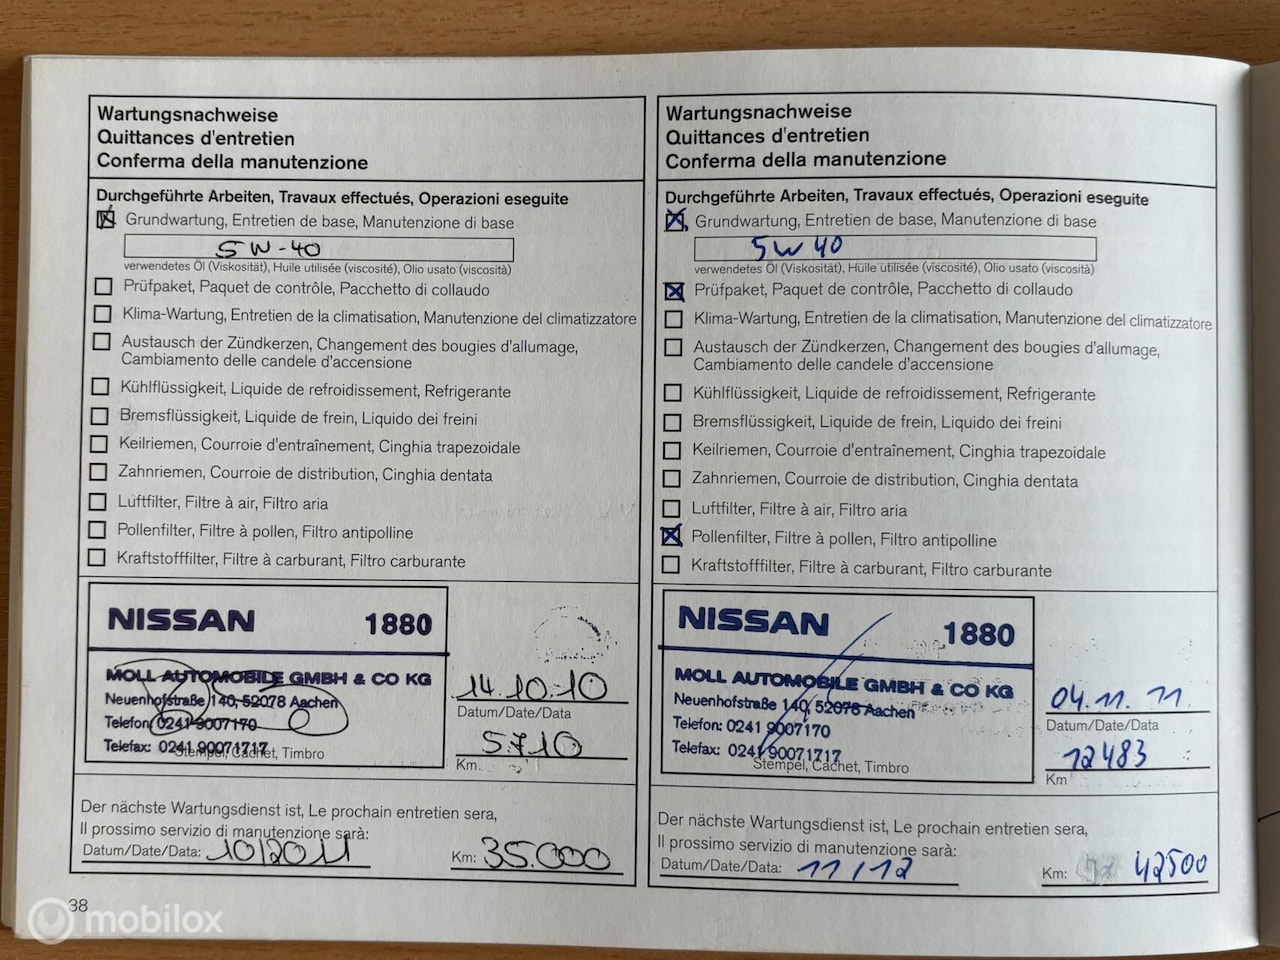 Wartungsnachweise
Quittances d'entretien
Conferma della manutenzione
Durchgeführte Arbeiten, Travaux effectués, Operazioni eseguite
Grundwartung, Entretien de base, Manutenzione di base
5W-40
verwendetes Öl (Viskosität), Huile utilisée (viscosité), Olio usato (viscosità)
Prüfpaket, Paquet de contrôle, Pacchetto di collaudo
Klima-Wartung, Entretien de la climatisation, Manutenzione del climatizzatore
Austausch der Zündkerzen, Changement des bougies d'allumage,
Cambiamento delle candele d'accensione
Kühlflüssigkeit, Liquide de refroidissement, Refrigerante
Bremsflüssigkeit, Liquide de frein, Liquido dei freini
Keilriemen, Courroie d'entraînement, Cinghia trapezoidale
Zahnriemen, Courroie de distribution, Cinghia dentata
Luftfilter, Filtre à air, Filtro aria
Pollenfilter, Filtre à pollen, Filtro antipolline
Kraftstofffilter, Filtre à carburant, Filtro carburante
NISSAN 1880
MOLL AUTOMOBILE GMBH & CO KG
Neuenhofstraße 140, 52078 Aachen
Telefon: 0241 9007170
Telefax: 0241 90071717
Stempel, Cachet, Timbro
14.10.10
Datum/Date/Data
5710
Km
Der nächste Wartungsdienst ist, Le prochain entretien sera,
Il prossimo servizio di manutenzione sarà:
Datum/Date/Data: 10/2011 Km: 35.000
38
Wartungsnachweise
Quittances d'entretien
Conferma della manutenzione
Durchgeführte Arbeiten, Travaux effectués, Operazioni eseguite
Grundwartung, Entretien de base, Manutenzione di base
5W40
verwendetes Öl (Viskosität), Huile utilisée (viscosité), Olio usato (viscosità)
Prüfpaket, Paquet de contrôle, Pacchetto di collaudo
Klima-Wartung, Entretien de la climatisation, Manutenzione del climatizzatore
Austausch der Zündkerzen, Changement des bougies d'allumage,
Cambiamento delle candele d'accensione
Kühlflüssigkeit, Liquide de refroidissement, Refrigerante
Bremsflüssigkeit, Liquide de frein, Liquido dei freini
Keilriemen, Courroie d'entraînement, Cinghia trapezoidale
Zahnriemen, Courroie de distribution, Cinghia dentata
Luftfilter, Filtre à air, Filtro aria
Pollenfilter, Filtre à pollen, Filtro antipolline
Kraftstofffilter, Filtre à carburant, Filtro carburante
NISSAN 1880
MOLL AUTOMOBILE GMBH & CO KG
Neuenhofstraße 140, 52078 Aachen
Telefon: 0241 9007170
Telefax: 0241 90071717
Stempel, Cachet, Timbro
04.11.11
Datum/Date/Data
12483
Km
Der nächste Wartungsdienst ist, Le prochain entretien sera,
Il prossimo servizio di manutenzione sarà:
Datum/Date/Data: 11/12 Km: 42500
mobilox